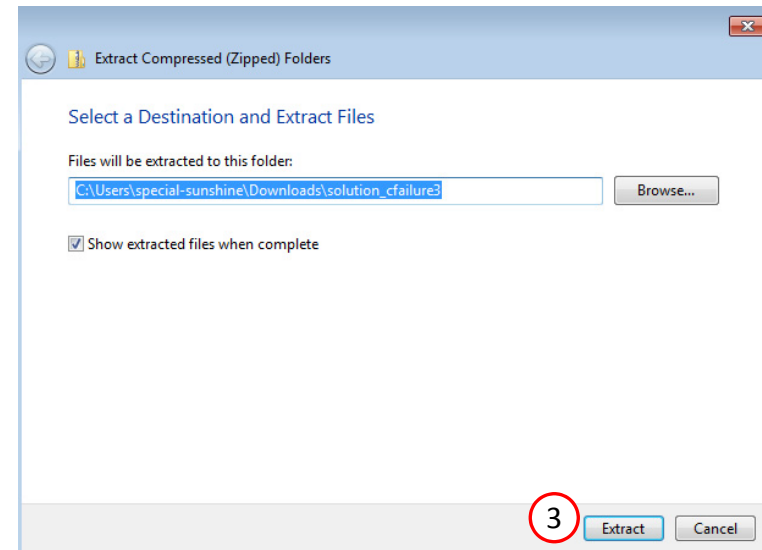 Extract Compressed (Zipped) Folders
Select a Destination and Extract Files
Files will be extracted to this folder:
C:\Users\special-sunshine\Downloads\solution_cfailure3
Browse...
Show extracted files when complete
3
Extract Cancel